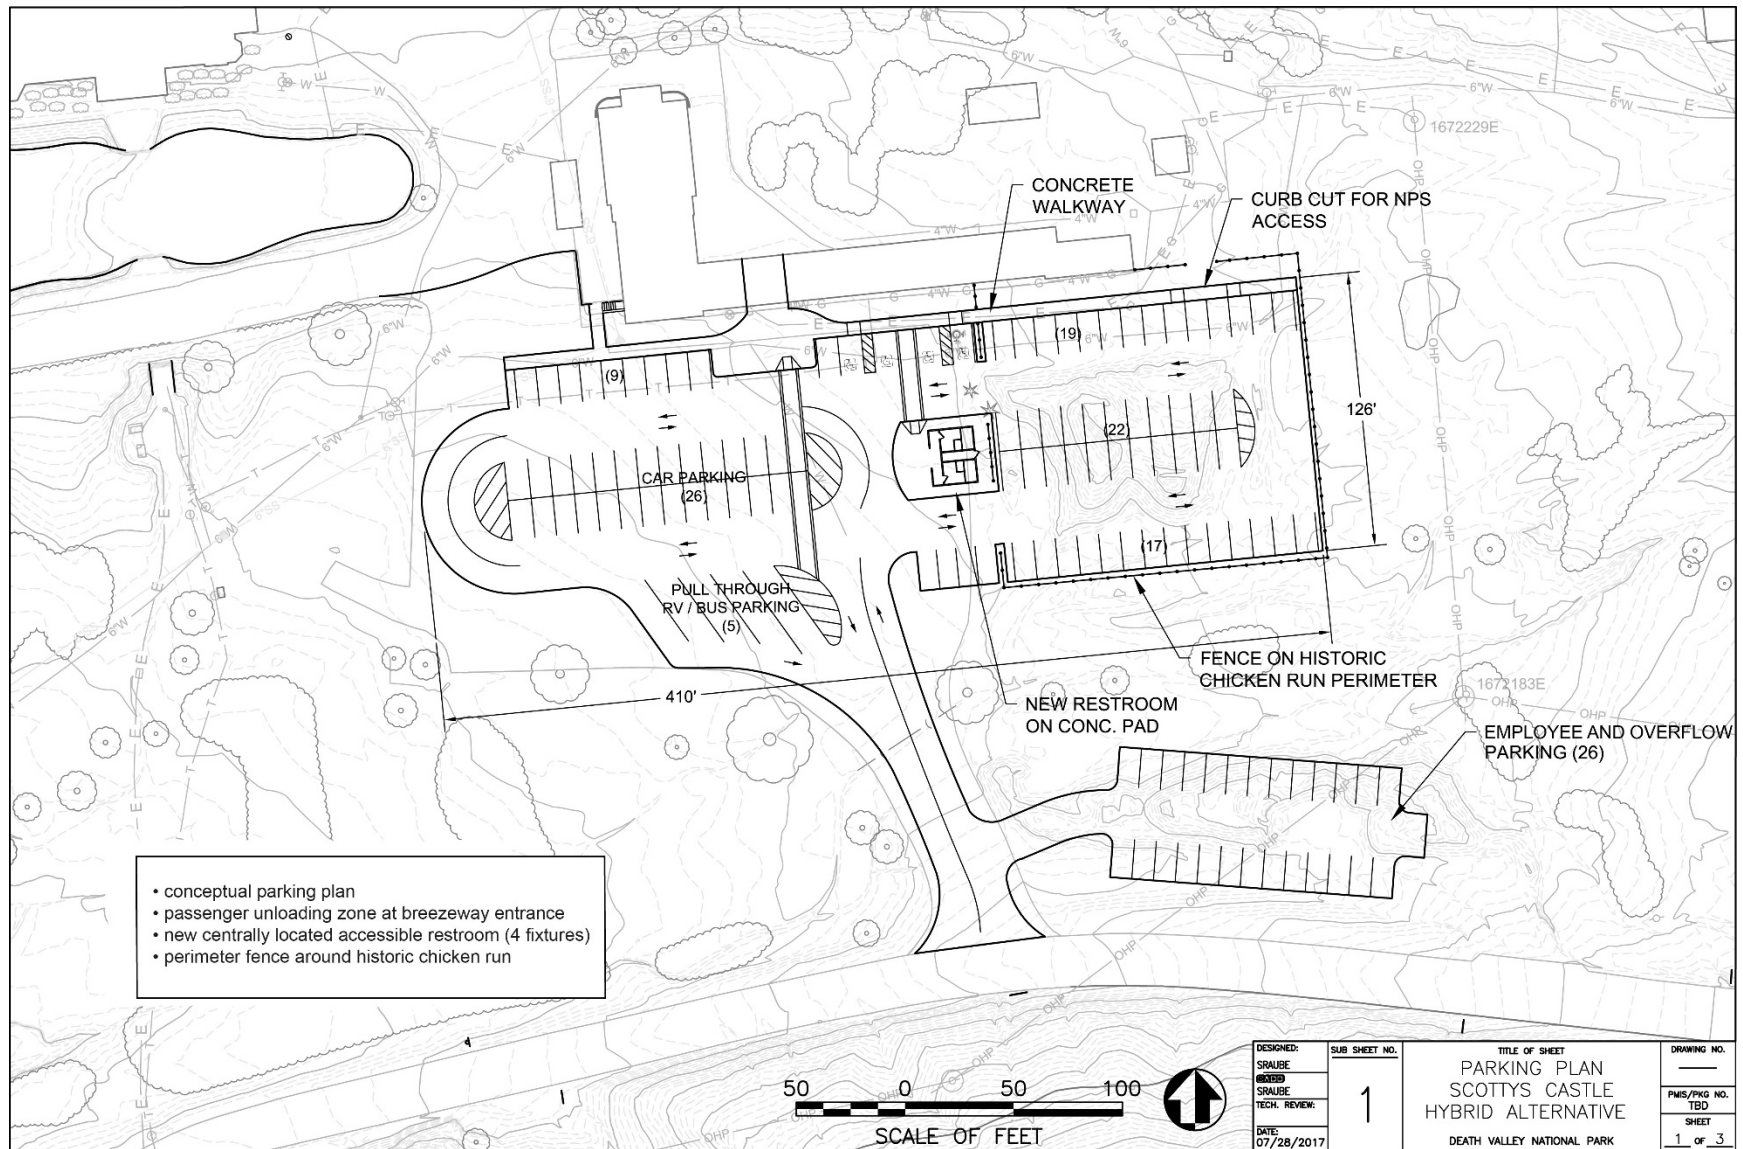 1672229E
CONCRETE
WALKWAY
CURB CUT FOR NPS
ACCESS
(19)
(9)
126'
(22)
CAR PARKING
(26)
(17)
PULL THROUGH
RV / BUS PARKING
(5)
FENCE ON HISTORIC
CHICKEN RUN PERIMETER
410'
1672183E
NEW RESTROOM
ON CONC. PAD
EMPLOYEE AND OVERFLOW
PARKING (26)
• conceptual parking plan
• passenger unloading zone at breezeway entrance
• new centrally located accessible restroom (4 fixtures)
• perimeter fence around historic chicken run
50 0 50 100
SCALE OF FEET
DESIGNED:
SRAUBE
CADD
SRAUBE
TECH. REVIEW:
DATE:
07/28/2017
SUB SHEET NO.
1
TITLE OF SHEET
PARKING PLAN
SCOTTYS CASTLE
HYBRID ALTERNATIVE
DEATH VALLEY NATIONAL PARK
DRAWING NO.
PMIS/PKG NO.
TBD
SHEET
1 OF 3